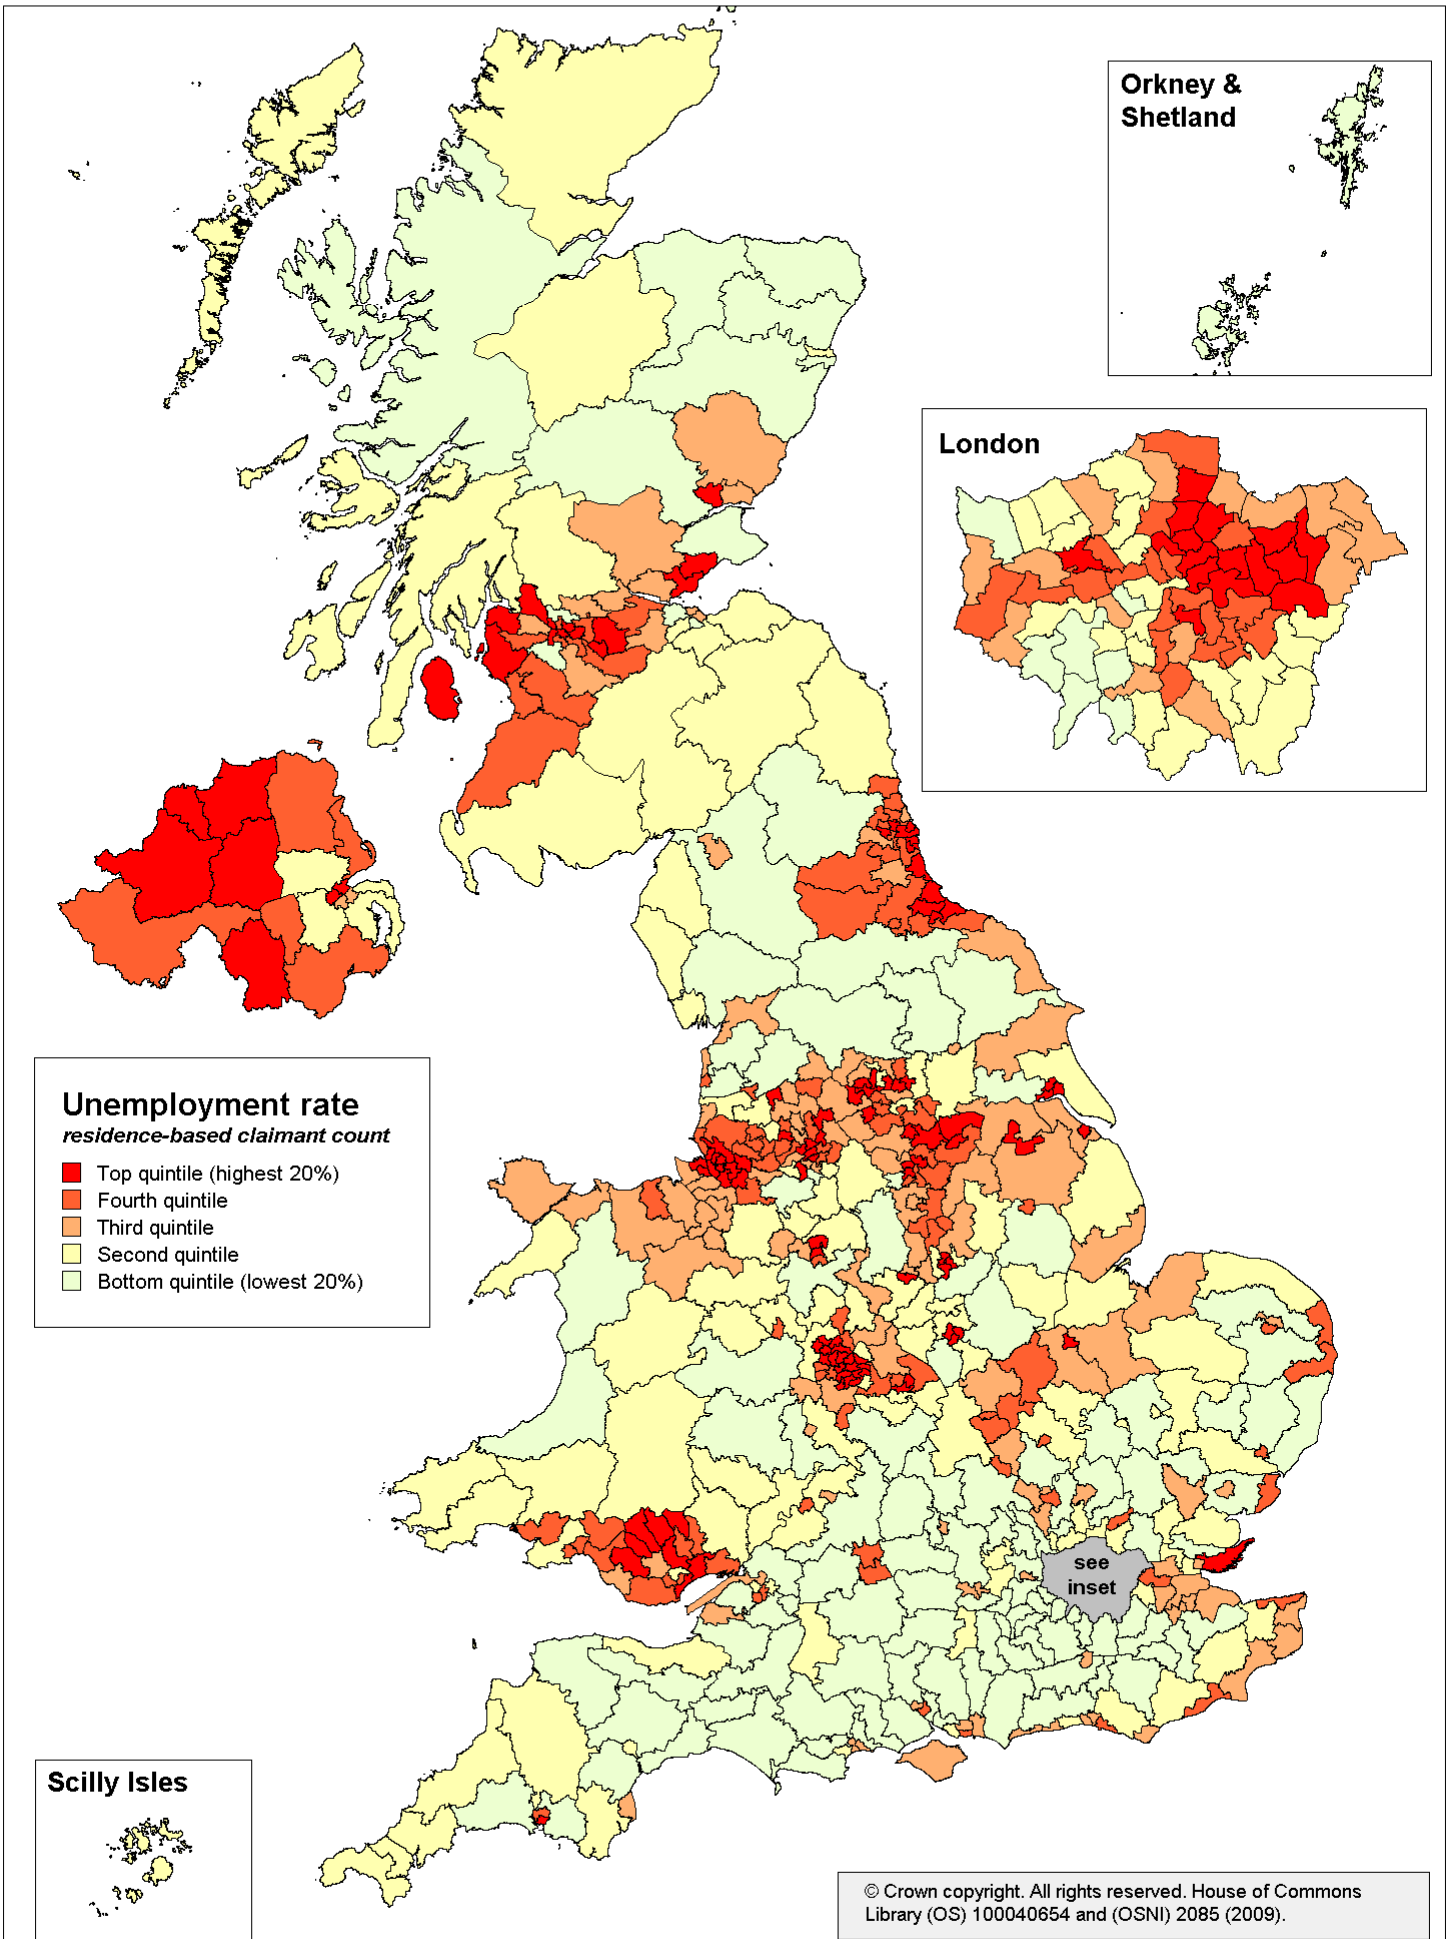 Orkney &
Shetland
London
Unemployment rate
residence-based claimant count
Top quintile (highest 20%)
Fourth quintile
Third quintile
Second quintile
Bottom quintile (lowest 20%)
see
inset
Scilly Isles
© Crown copyright. All rights reserved. House of Commons
Library (OS) 100040654 and (OSNI) 2085 (2009).